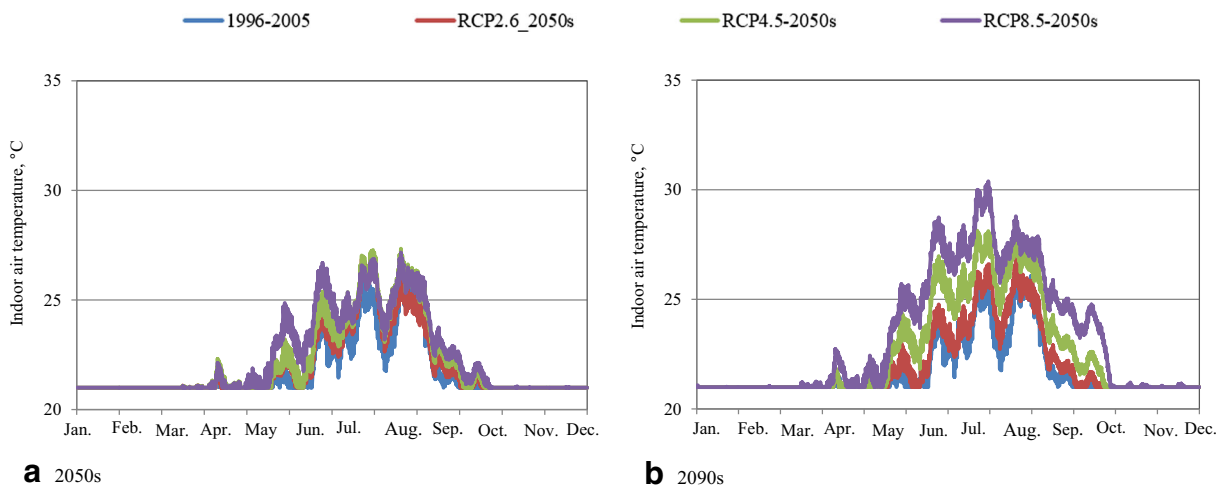 1996-2005 RCP2.6_2050s RCP4.5-2050s RCP8.5-2050s
Indoor air temperature, °C
35
30
25
20
Jan. Feb. Mar. Apr. May Jun. Jul. Aug. Sep. Oct. Nov. Dec.
a 2050s
Indoor air temperature, °C
35
30
25
20
Jan. Feb. Mar. Apr. May Jun. Jul. Aug. Sep. Oct. Nov. Dec.
b 2090s